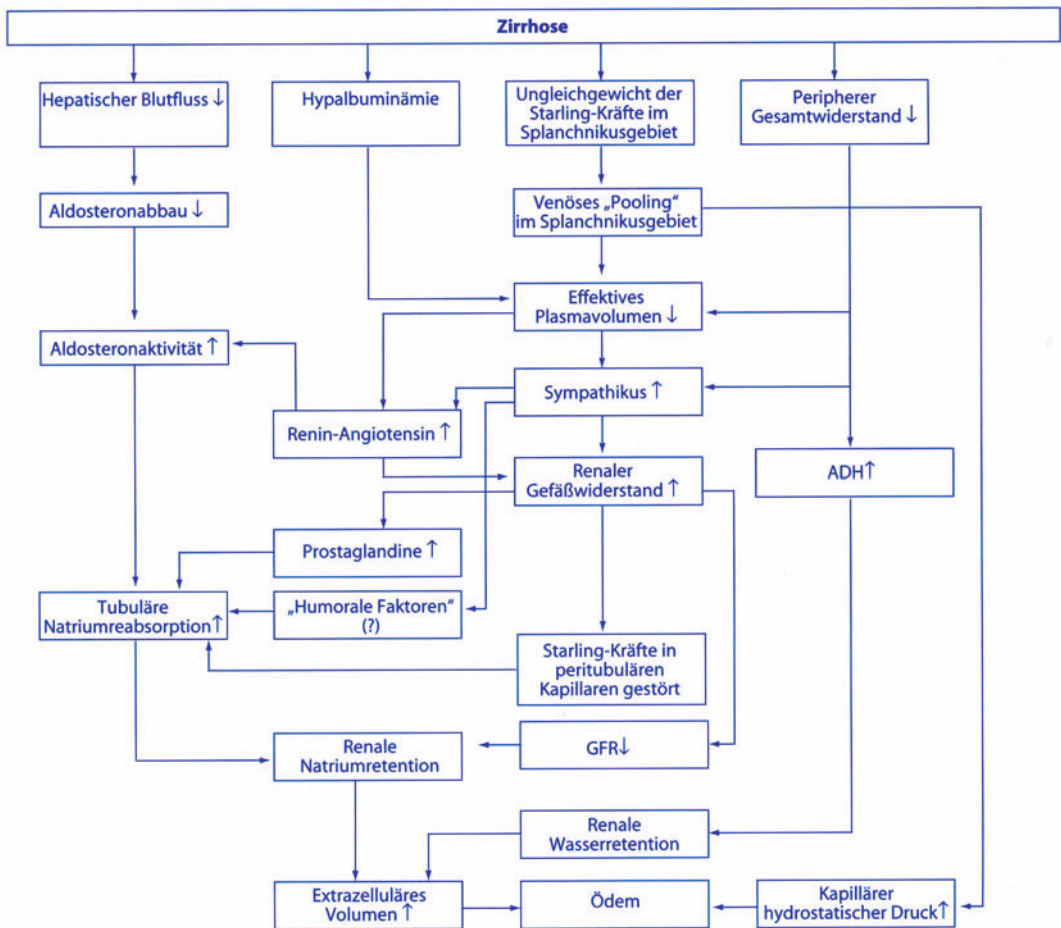 Zirrhose
Hepatischer Blutfluss ↓
Hypalbuminämie
Ungleichgewicht der
Starling-Kräfte im
Splanchnikusgebiet
Peripherer
Gesamtwiderstand ↓
Aldosteronabbau ↓
Venöses „Pooling“
im Splanchnikusgebiet
Effektives
Plasmavolumen ↓
Aldosteronaktivität ↑
Sympathikus ↑
Renin-Angiotensin ↑
Renaler
Gefäßwiderstand ↑
ADH↑
Prostaglandine ↑
Tubuläre
Natriumreabsorption↑
„Humorale Faktoren“
(?)
Starling-Kräfte in
peritubulären
Kapillaren gestört
Renale
Natriumretention
GFR↓
Renale
Wasserretention
Extrazelluläres
Volumen ↑
Ödem
Kapillärer
hydrostatischer Druck↑